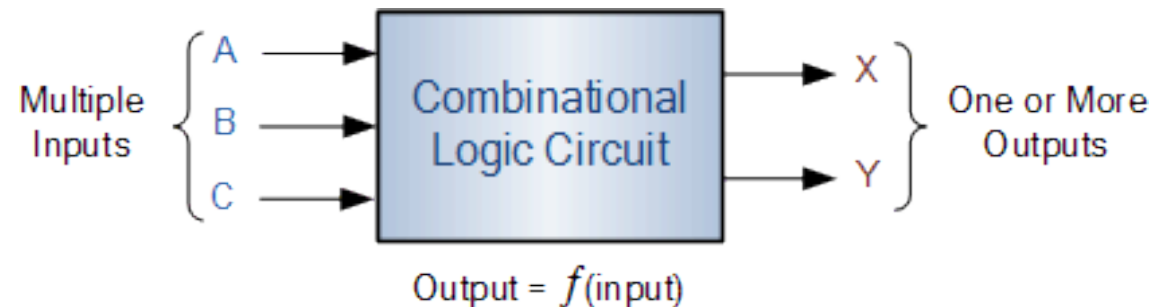 Multiple
Inputs
A
B
C
Combinational
Logic Circuit
X
Y
One or More
Outputs
Output = f(input)